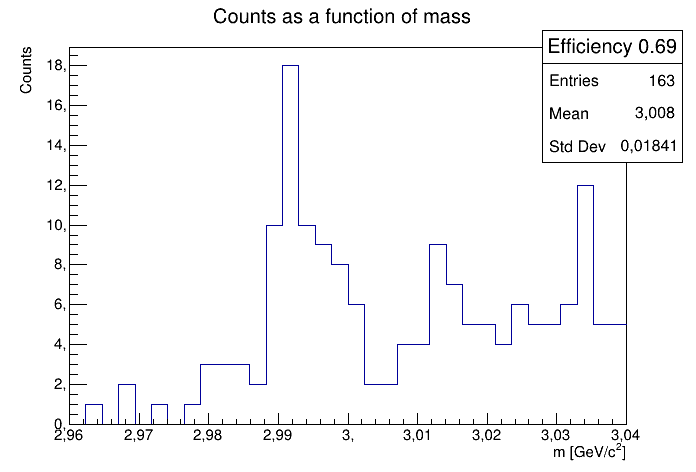 Counts as a function of mass
Counts
Efficiency 0.69
Entries 163
Mean 3,008
Std Dev 0,01841
18,
16,
14,
12,
10,
8,
6,
4,
2,
0,
2,96 2,97 2,98 2,99 3, 3,01 3,02 3,03 3,04
m [GeV/c²]